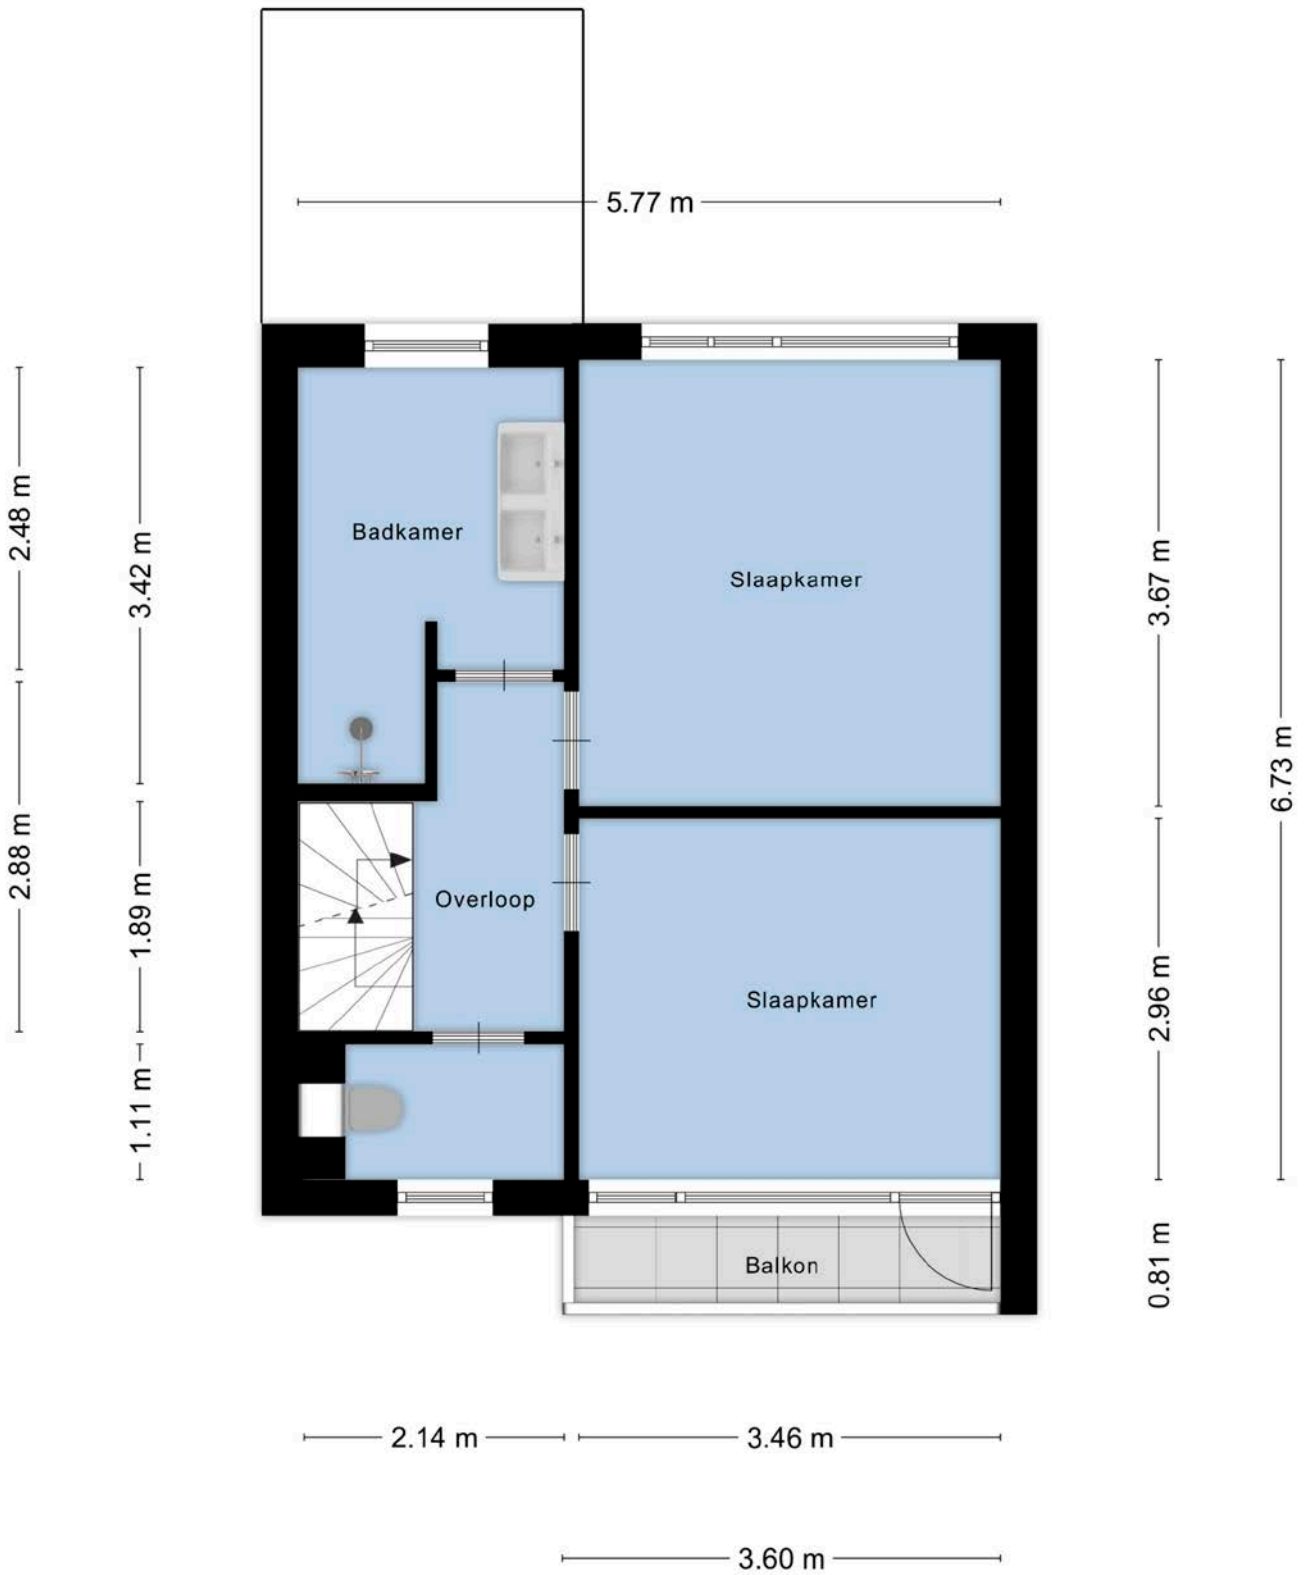 5.77 m
2.48 m
3.42 m
Badkamer
Slaapkamer
3.67 m
6.73 m
2.88 m
1.89 m
Overloop
Slaapkamer
2.96 m
1.11 m
Balkon
0.81 m
2.14 m
3.46 m
3.60 m